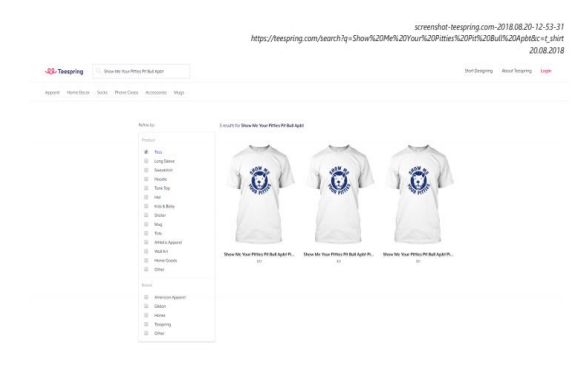 screenshot-teespring.com-2018.08.20-12-53-31
https://teespring.com/search?q=Show%20Me%20Your%20Pitties%20Pit%20Bull%20Apbt&c=t_shirt
20.08.2018
Teespring
Show Me Your Pitties Pit Bull Apbt
Start Designing About Teespring Login
Apparel Home Decor Socks Phone Cases Accessories Mugs
Refine by
3 results for Show Me Your Pitties Pit Bull Apbt
Product
Tees
Long Sleeve
Sweatshirt
Hoodie
Tank Top
Hat
Kids & Baby
Sticker
Mug
Tote
Athletic Apparel
Wall Art
Home Goods
Other
Brand
American Apparel
Gildan
Hanes
Teespring
Other
SHOW ME
YOUR PITTIES
SHOW ME
YOUR PITTIES
SHOW ME
YOUR PITTIES
Show Me Your Pitties Pit Bull Apbt Pi...
Show Me Your Pitties Pit Bull Apbt Pi...
Show Me Your Pitties Pit Bull Apbt Pi...